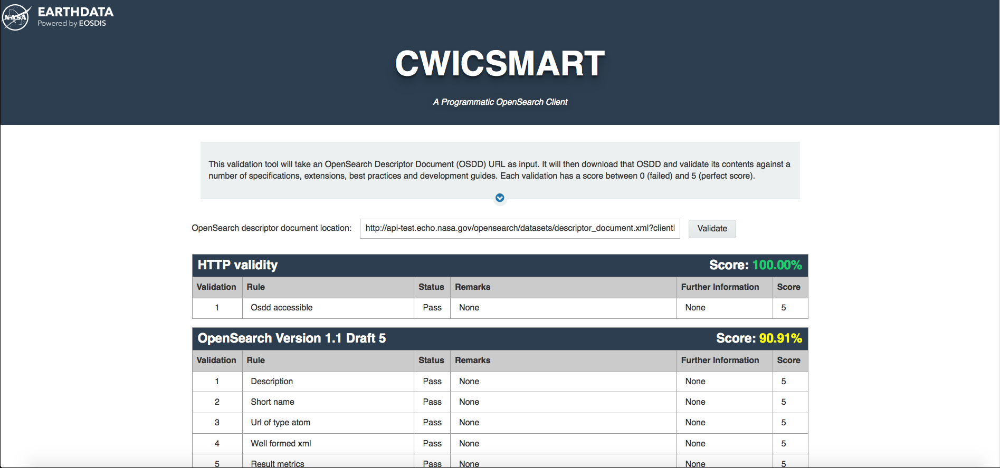 NASA
EARTHDATA
Powered by EOSDIS
CWICSMART
A Programmatic OpenSearch Client
This validation tool will take an OpenSearch Descriptor Document (OSDD) URL as input. It will then download that OSDD and validate its contents against a
number of specifications, extensions, best practices and development guides. Each validation has a score between 0 (failed) and 5 (perfect score).
OpenSearch descriptor document location: http://api-test.echo.nasa.gov/opensearch/datasets/descriptor_document.xml?clientI Validate
HTTP validity Score: 100.00%
Validation Rule Status Remarks Further Information Score
1 Osdd accessible Pass None None 5
OpenSearch Version 1.1 Draft 5 Score: 90.91%
Validation Rule Status Remarks Further Information Score
1 Description Pass None None 5
2 Short name Pass None None 5
3 Url of type atom Pass None None 5
4 Well formed xml Pass None None 5
5 Result metrics Pass None None 5